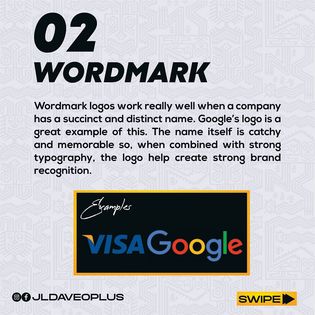 02
WORDMARK
Wordmark logos work really well when a company
has a succinct and distinct name. Google's logo is a
great example of this. The name itself is catchy
and memorable so, when combined with strong
typography, the logo help create strong brand
recognition.
Examples
VISA Google
JLDAVEOPLUS
SWIPE